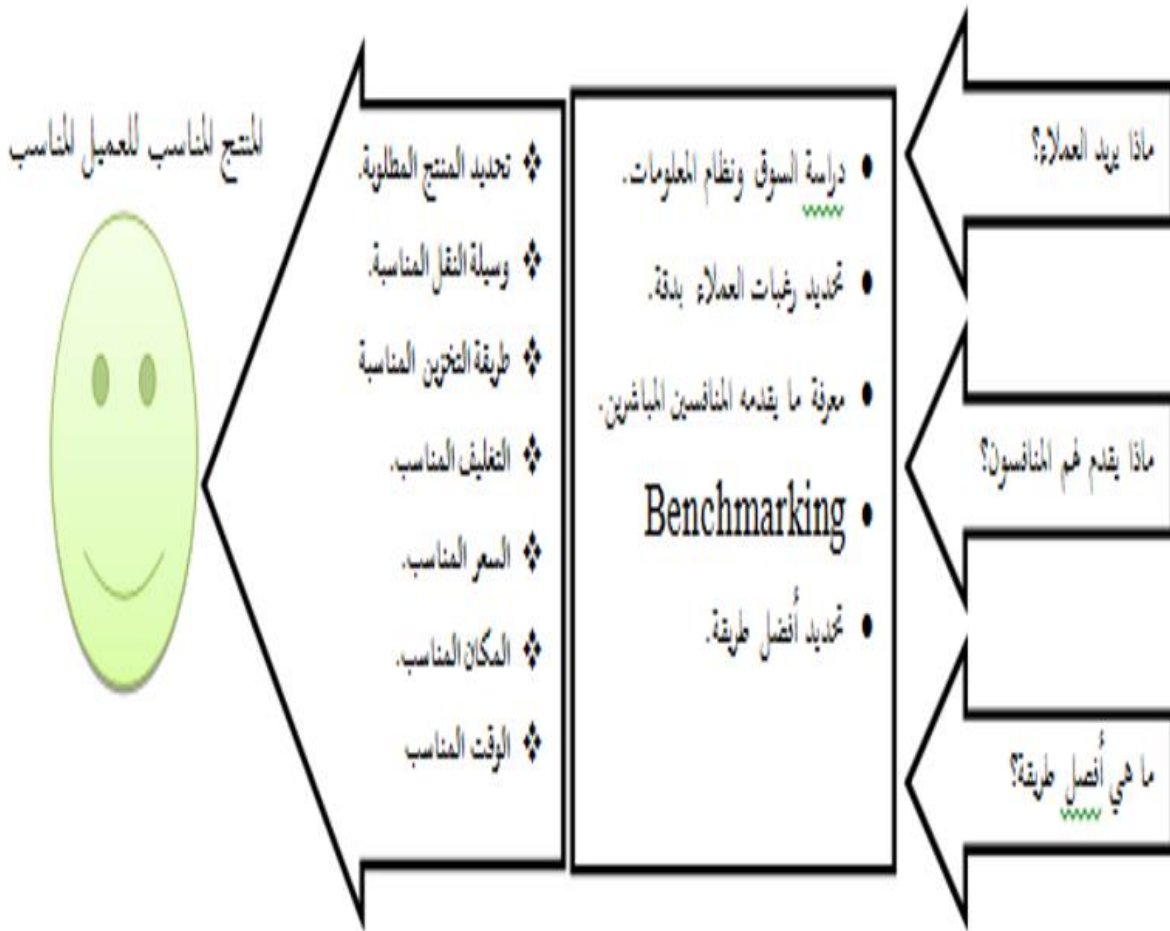 ماذا يريد العملاء؟
ماذا يقدم لهم المنافسون؟
ما هي أفضل طريقة؟
• دراسة السوق ونظام المعلومات.
• تحديد رغبات العملاء بدقة.
• معرفة ما يقدمه المنافسين المباشرين.
• Benchmarking
• تحديد أفضل طريقة.
❖ تحديد المنتج المطلوبة.
❖ وسيلة النقل المناسبة.
❖ طريقة التخزين المناسبة
❖ التغليف المناسب.
❖ السعر المناسب.
❖ المكان المناسب.
❖ الوقت المناسب
المنتج المناسب للعميل المناسب